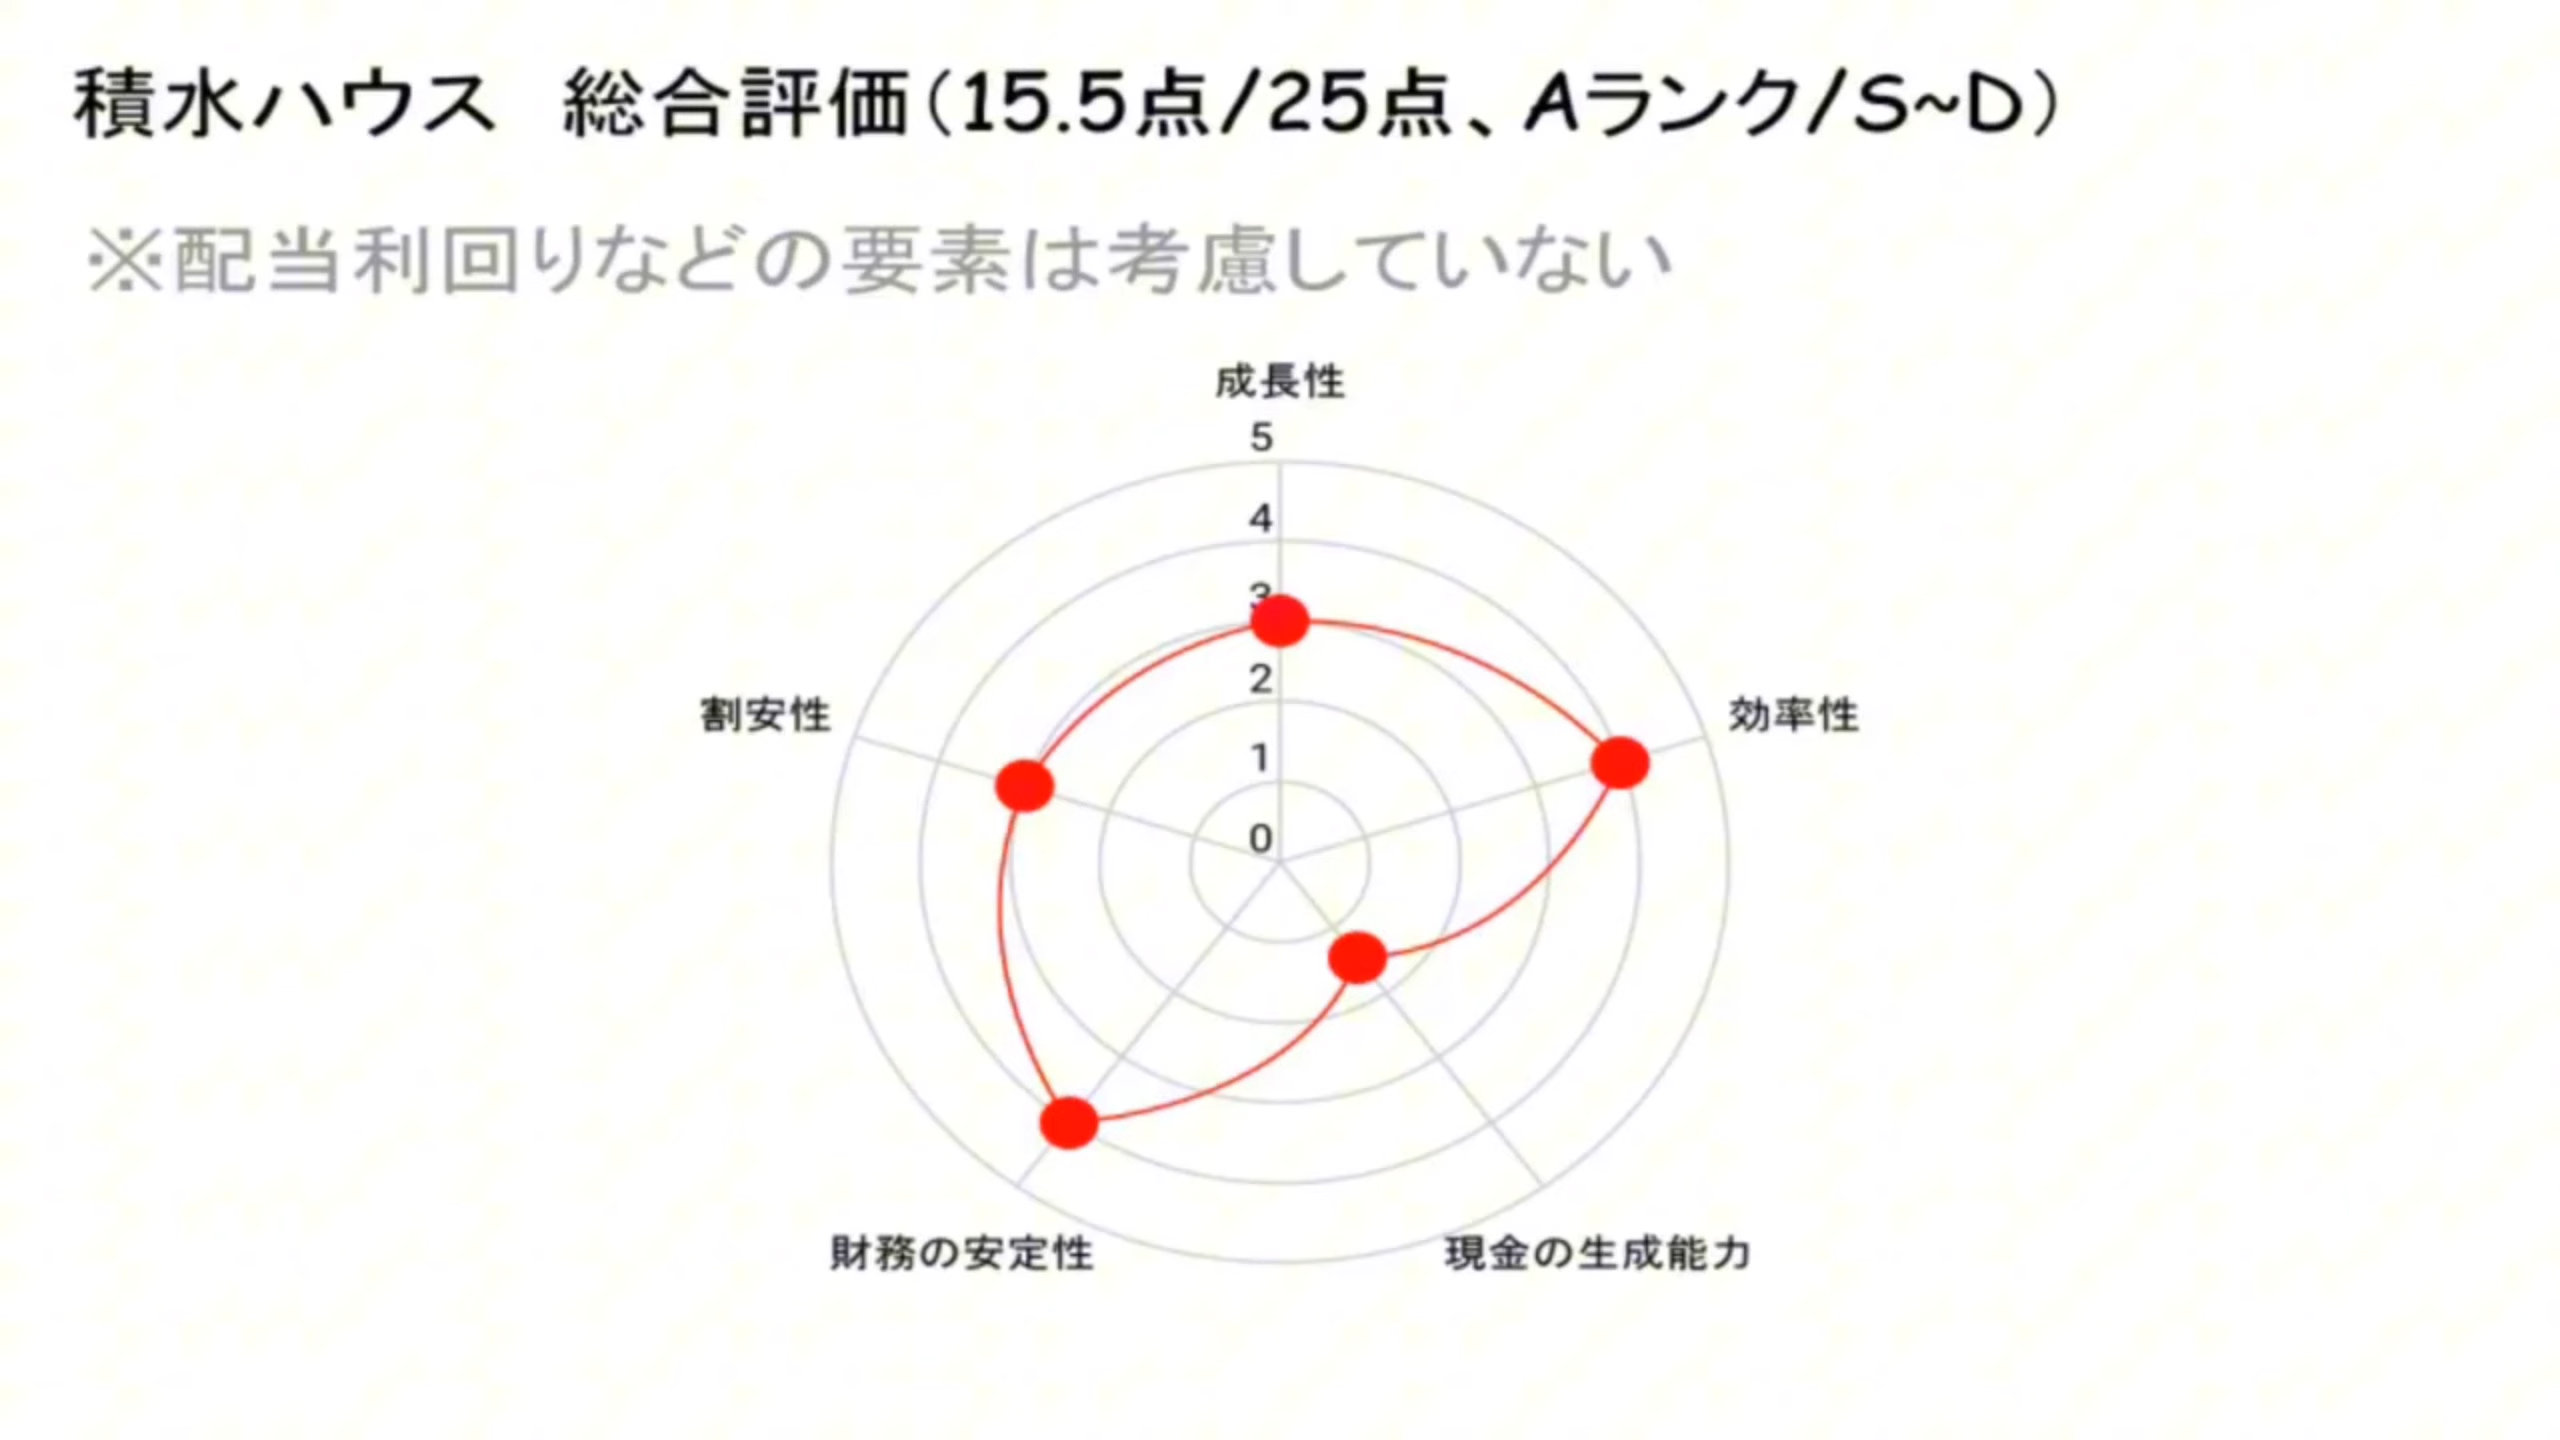 積水ハウス　総合評価（15.5点/25点、Aランク/S~D）
※配当利回りなどの要素は考慮していない
成長性
5
4
3
2
1
0
割安性
効率性
財務の安定性
現金の生成能力